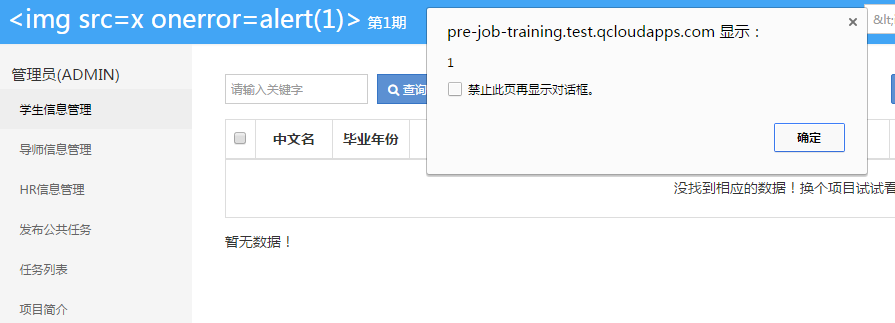 <img src=x onerror=alert(1)> 第1期
&lt;
pre-job-training.test.qcloudapps.com 显示：
1
禁止此页再显示对话框。
确定
管理员(ADMIN)
学生信息管理
导师信息管理
HR信息管理
发布公共任务
任务列表
项目简介
请输入关键字
查询
中文名 毕业年份
没找到相应的数据！换个项目试试看
暂无数据！